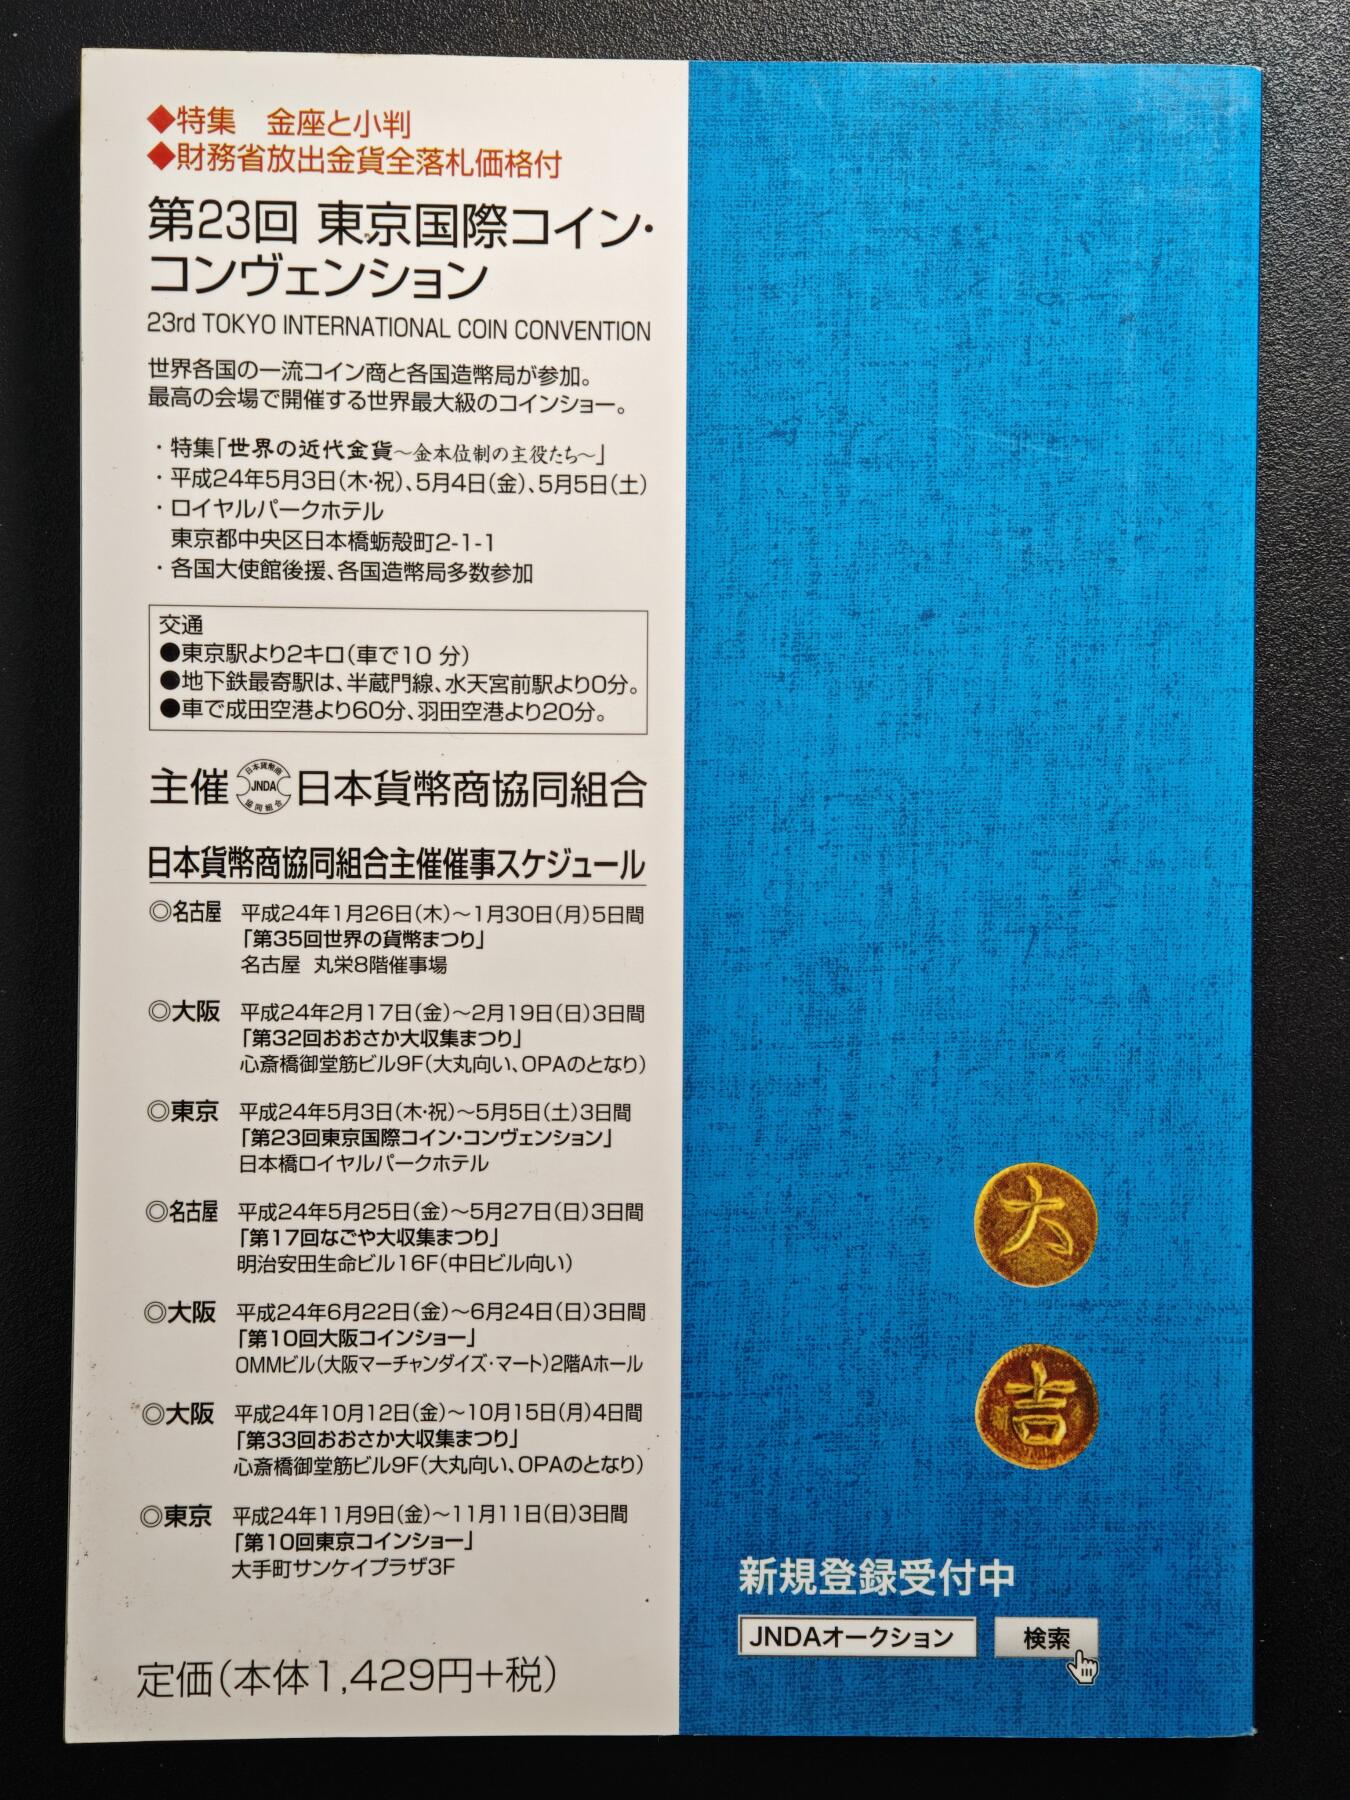 ◆特集　金座と小判
◆財務省放出金貨全落札価格付
第23回 東京国際コイン・
コンヴェンション
23rd TOKYO INTERNATIONAL COIN CONVENTION
世界各国の一流コイン商と各国造幣局が参加。
最高の会場で開催する世界最大級のコインショー。
・特集「世界の近代金貨～金本位制の主役たち～」
・平成24年5月3日(木・祝)、5月4日(金)、5月5日(土)
・ロイヤルパークホテル
東京都中央区日本橋蛎殻町2-1-1
・各国大使館後援、各国造幣局多数参加
交通
●東京駅より2キロ(車で10 分)
●地下鉄最寄駅は、半蔵門線、水天宮前駅より0分。
●車で成田空港より60分、羽田空港より20分。
主催 日本貨幣商 JNDA 協同組合 日本貨幣商協同組合
日本貨幣商協同組合主催催事スケジュール
◎名古屋 平成24年1月26日(木)～1月30日(月)5日間
「第35回世界の貨幣まつり」
名古屋 丸栄8階催事場
◎大阪 平成24年2月17日(金)～2月19日(日)3日間
「第32回おおさか大収集まつり」
心斎橋御堂筋ビル9F(大丸向い、OPAのとなり)
◎東京 平成24年5月3日(木・祝)～5月5日(土)3日間
「第23回東京国際コイン・コンヴェンション」
日本橋ロイヤルパークホテル
◎名古屋 平成24年5月25日(金)～5月27日(日)3日間
「第17回なごや大収集まつり」
明治安田生命ビル16F(中日ビル向い)
◎大阪 平成24年6月22日(金)～6月24日(日)3日間
「第10回大阪コインショー」
OMMビル(大阪マーチャンダイズ・マート)2階Aホール
◎大阪 平成24年10月12日(金)～10月15日(月)4日間
「第33回おおさか大収集まつり」
心斎橋御堂筋ビル9F(大丸向い、OPAのとなり)
◎東京 平成24年11月9日(金)～11月11日(日)3日間
「第10回東京コインショー」
大手町サンケイプラザ3F
定価(本体1,429円+税)
大
吉
新規登録受付中
JNDAオークション 検索